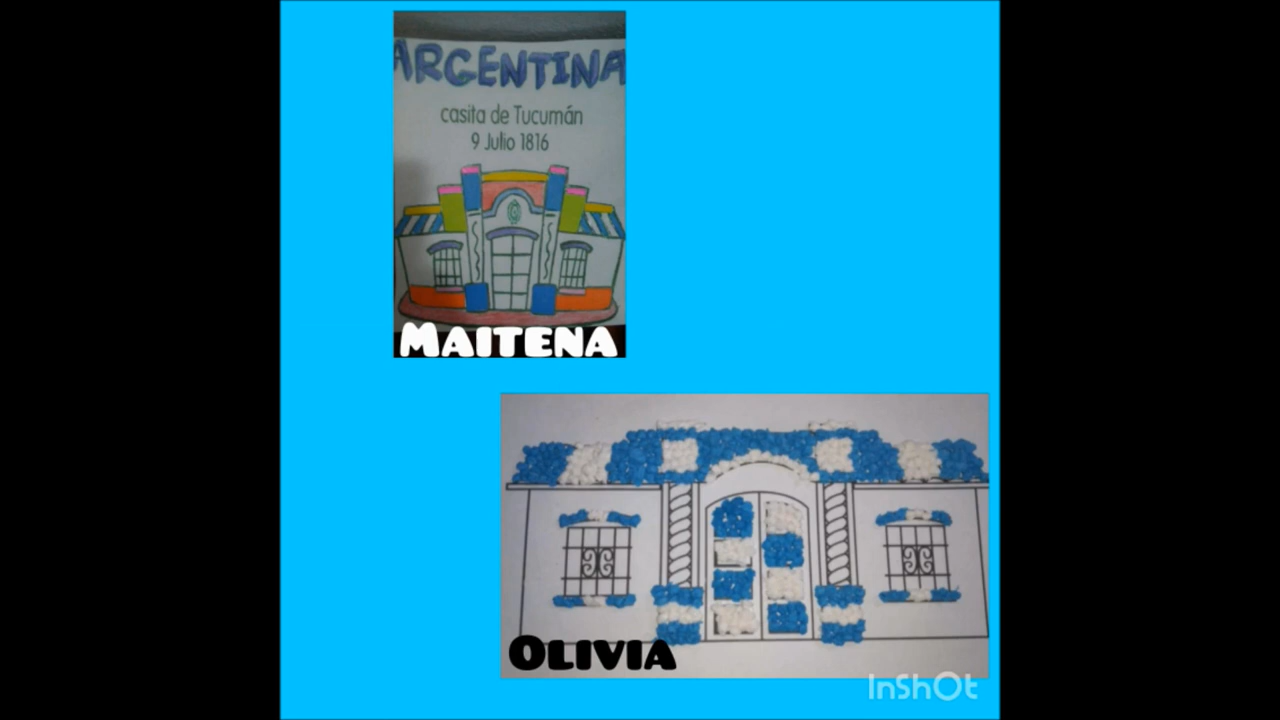 ARGENTINA
casita de Tucumán
9 Julio 1816
MAITENA
OLIVIA
InShOt